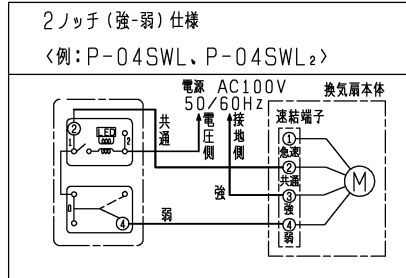 2ノッチ(強-弱)仕様
〈例:P-04SWL、P-04SWL₂〉
電源 AC100V
50/60Hz
換気扇本体
速結端子
共通
電圧側
接地側
② LED
1 2
① 急速
② 共通
③ 強
④ 弱
M
強
0
④
弱